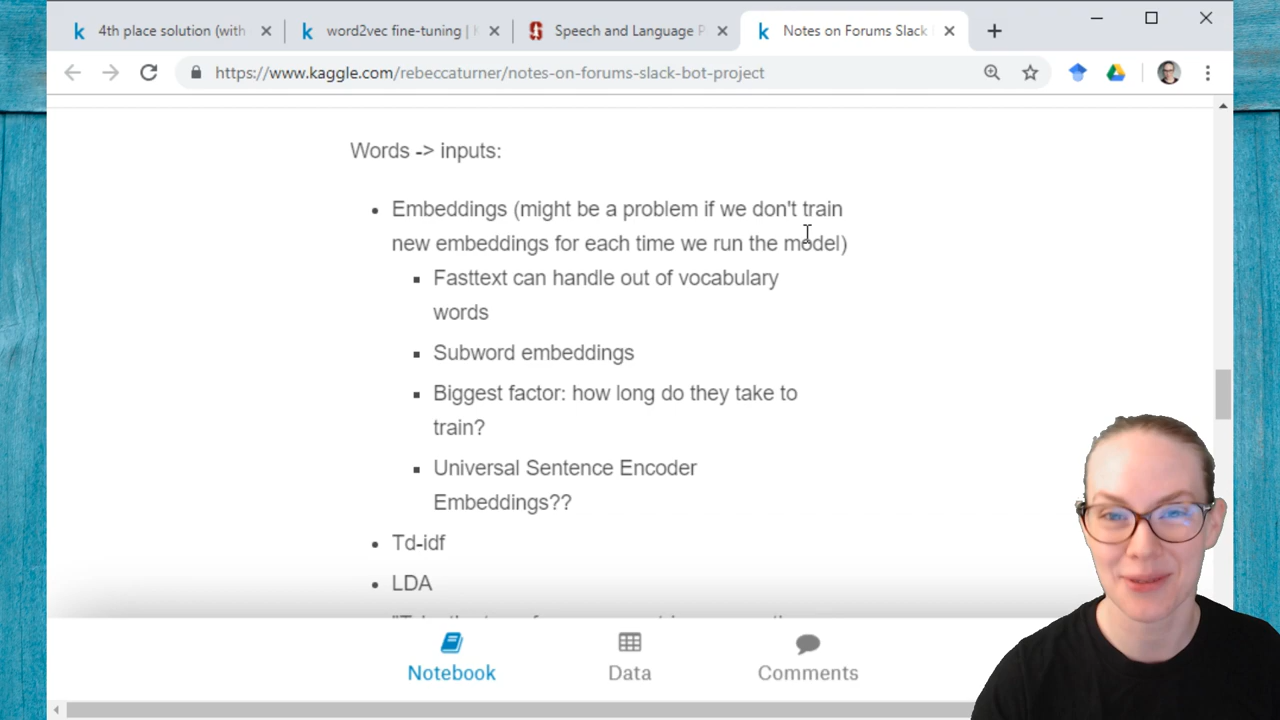 4th place solution (with
word2vec fine-tuning |
Speech and Language P
Notes on Forums Slack
https://www.kaggle.com/rebeccaturner/notes-on-forums-slack-bot-project
Words -> inputs:
Embeddings (might be a problem if we don't train
new embeddings for each time we run the model)
Fasttext can handle out of vocabulary
words
Subword embeddings
Biggest factor: how long do they take to
train?
Universal Sentence Encoder
Embeddings??
Td-idf
LDA
Notebook
Data
Comments